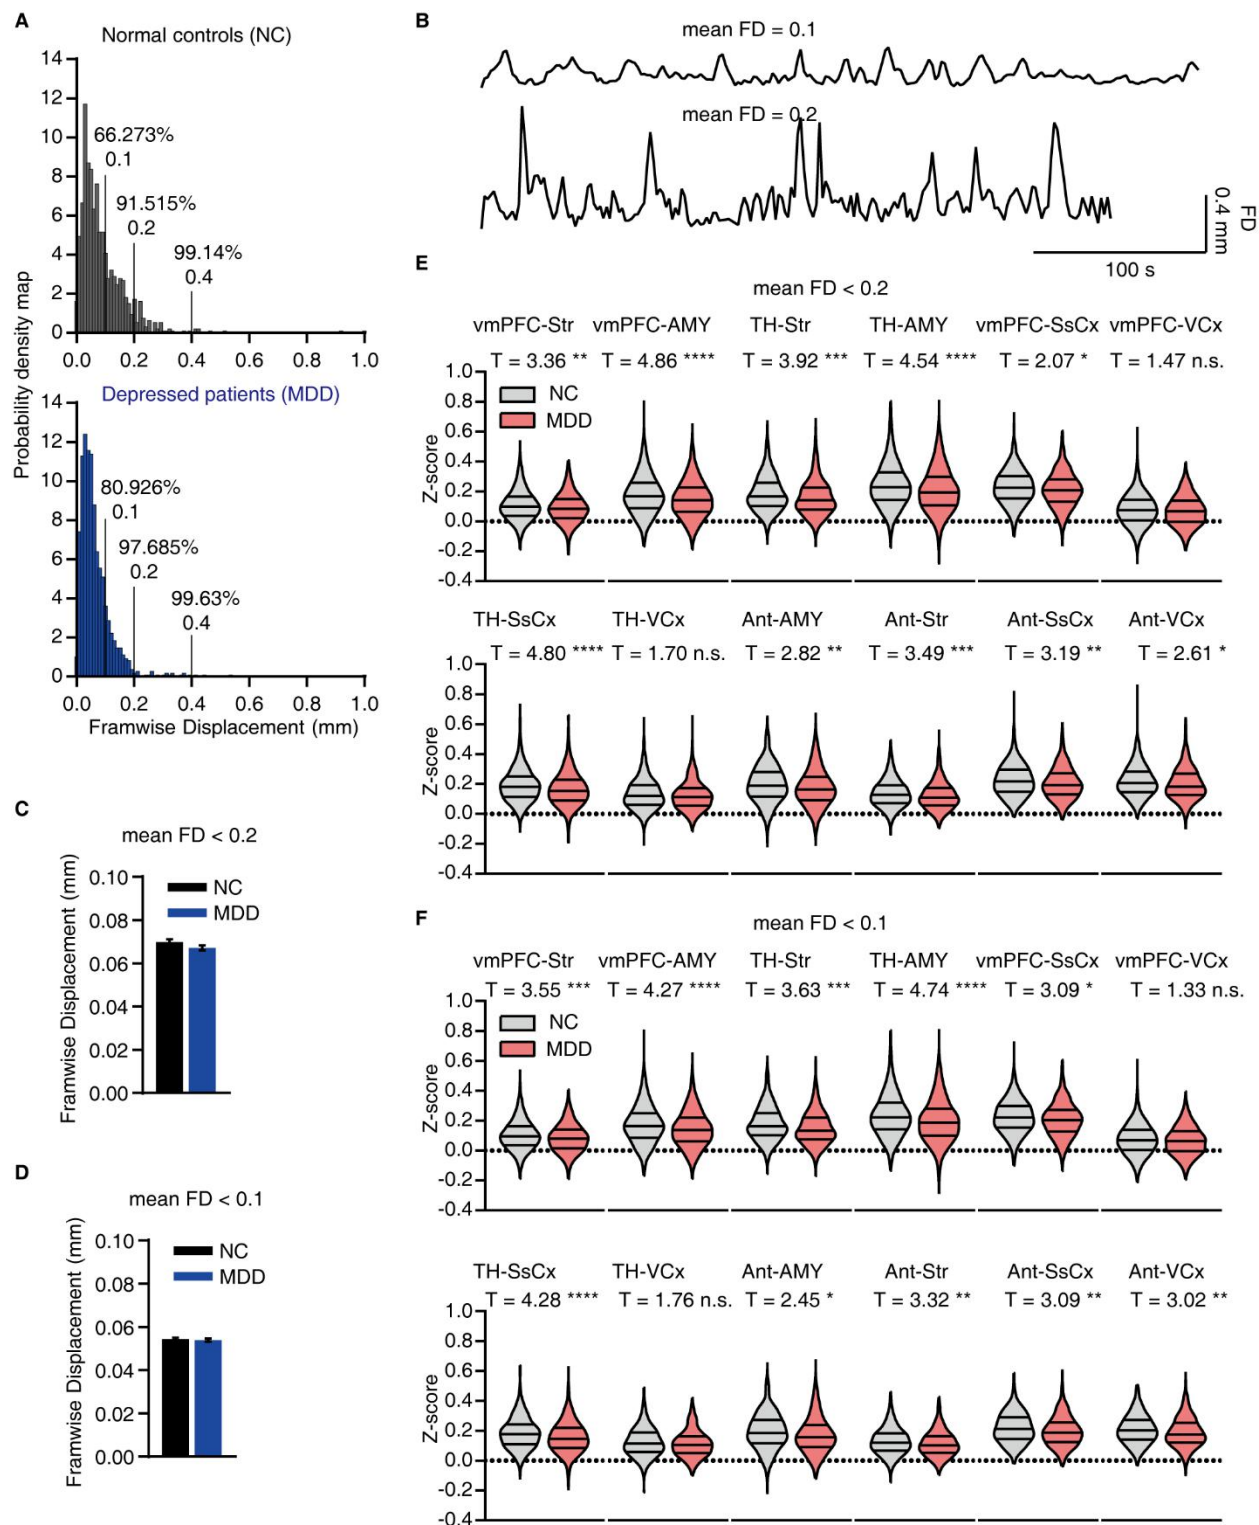 A
Normal controls (NC)
14
12
10
8
6
4
2
0
66.273%
0.1
91.515%
0.2
99.14%
0.4
0.0 0.2 0.4 0.6 0.8 1.0
Probability density map
Depressed patients (MDD)
14
12
10
8
6
4
2
0
80.926%
0.1
97.685%
0.2
99.63%
0.4
0.0 0.2 0.4 0.6 0.8 1.0
Framwise Displacement (mm)
B
mean FD = 0.1
mean FD = 0.2
0.4 mm
FD
100 s
C
mean FD < 0.2
Framwise Displacement (mm)
0.10
0.08
0.06
0.04
0.02
0.00
NC
MDD
D
mean FD < 0.1
Framwise Displacement (mm)
0.10
0.08
0.06
0.04
0.02
0.00
NC
MDD
E
mean FD < 0.2
vmPFC-Str vmPFC-AMY TH-Str TH-AMY vmPFC-SsCx vmPFC-VCx
T = 3.36 ** T = 4.86 **** T = 3.92 *** T = 4.54 **** T = 2.07 * T = 1.47 n.s.
Z-score
1.0
0.8
0.6
0.4
0.2
0.0
-0.2
-0.4
NC
MDD
TH-SsCx TH-VCx Ant-AMY Ant-Str Ant-SsCx Ant-VCx
T = 4.80 **** T = 1.70 n.s. T = 2.82 ** T = 3.49 *** T = 3.19 ** T = 2.61 *
Z-score
1.0
0.8
0.6
0.4
0.2
0.0
-0.2
-0.4
F
mean FD < 0.1
vmPFC-Str vmPFC-AMY TH-Str TH-AMY vmPFC-SsCx vmPFC-VCx
T = 3.55 *** T = 4.27 **** T = 3.63 *** T = 4.74 **** T = 3.09 * T = 1.33 n.s.
Z-score
1.0
0.8
0.6
0.4
0.2
0.0
-0.2
-0.4
NC
MDD
TH-SsCx TH-VCx Ant-AMY Ant-Str Ant-SsCx Ant-VCx
T = 4.28 **** T = 1.76 n.s. T = 2.45 * T = 3.32 ** T = 3.09 ** T = 3.02 **
Z-score
1.0
0.8
0.6
0.4
0.2
0.0
-0.2
-0.4